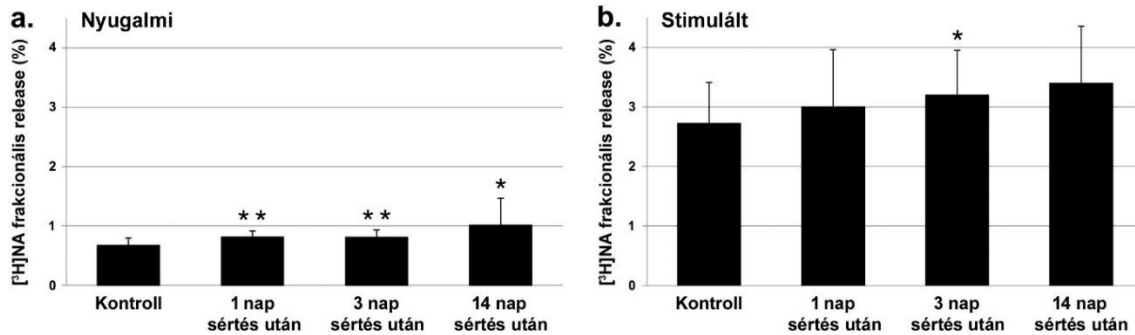 a. Nyugalmi
[³H]NA frakcionális release (%)
4
3
2
1
0
* *
* *
*
Kontroll
1 nap
sértés után
3 nap
sértés után
14 nap
sértés után
b. Stimulált
[³H]NA frakcionális release (%)
4
3
2
1
0
*
Kontroll
1 nap
sértés után
3 nap
sértés után
14 nap
sértés után